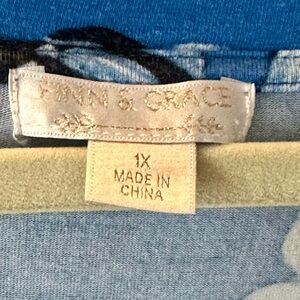 FINN & GRACE
1X
MADE IN
CHINA